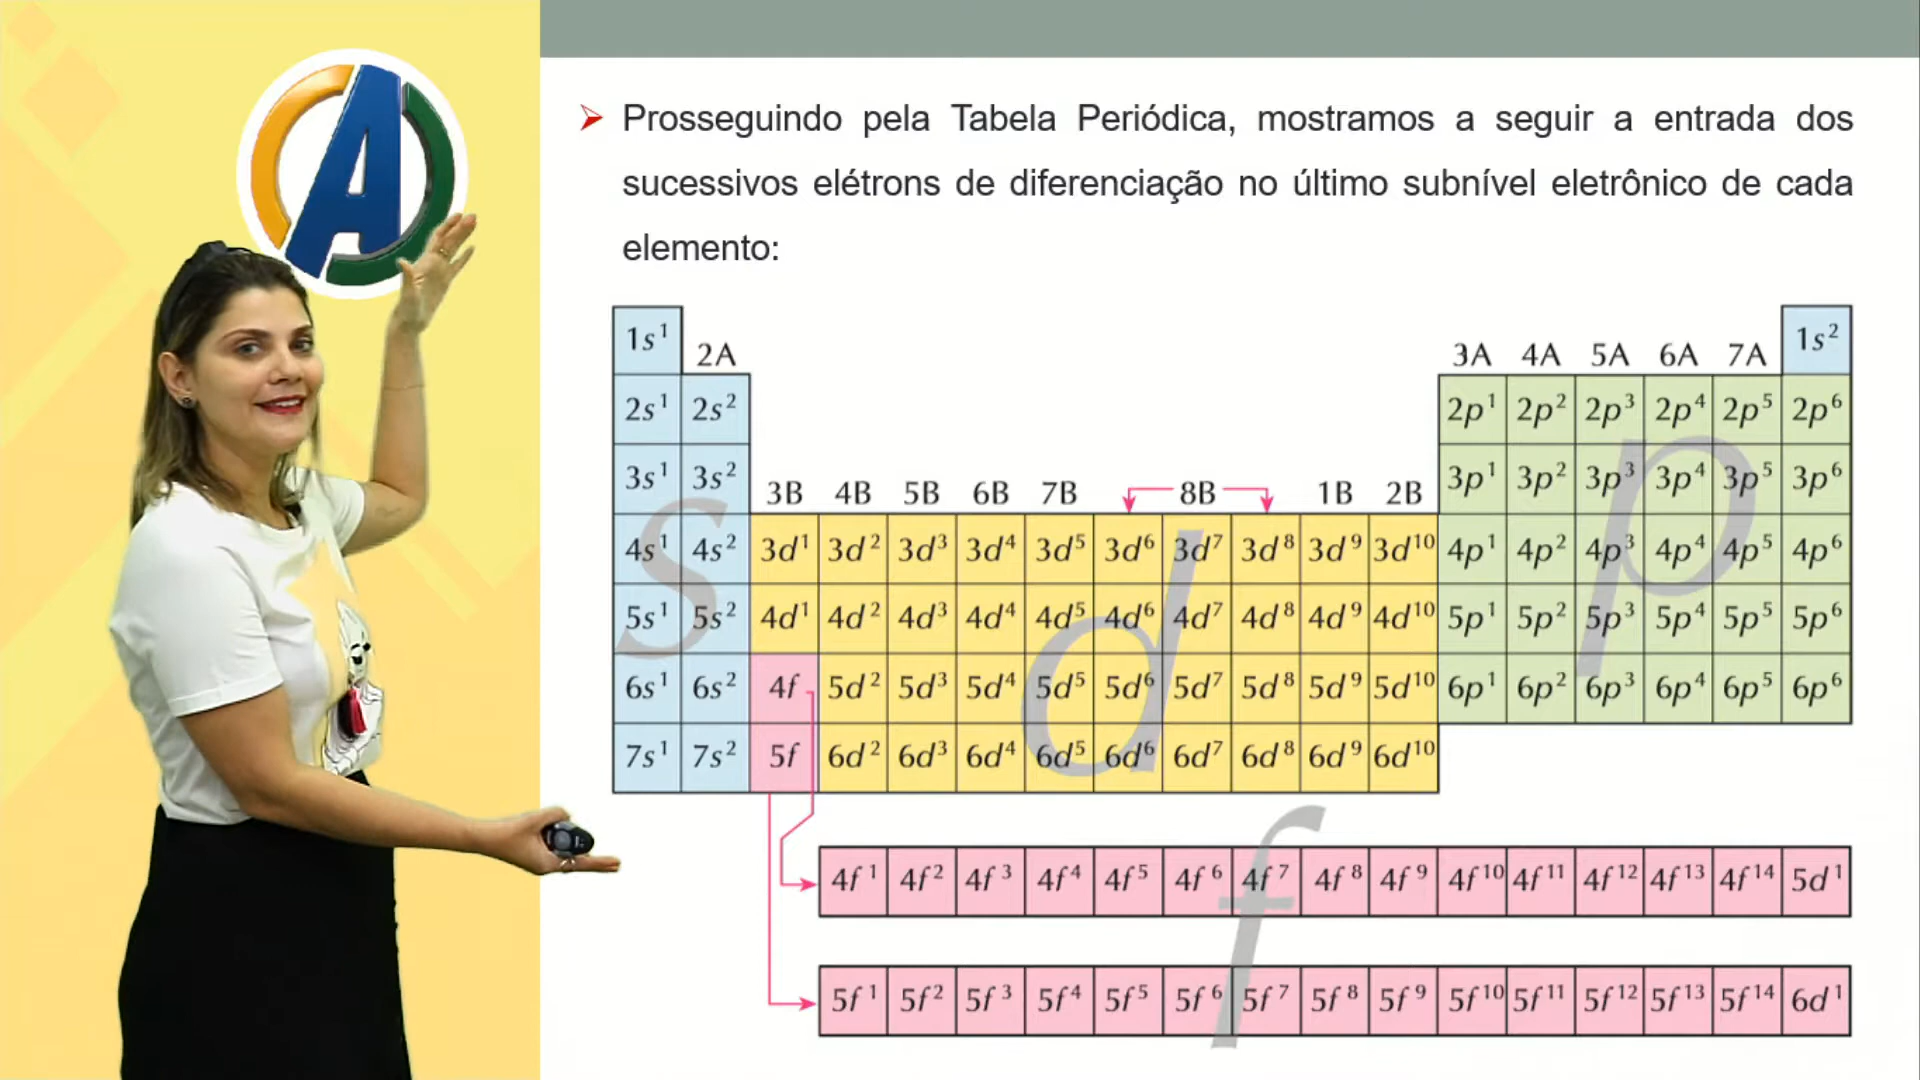 A
Prosseguindo pela Tabela Periódica, mostramos a seguir a entrada dos
sucessivos elétrons de diferenciação no último subnível eletrônico de cada
elemento:
1s¹ 1s²
2A 3A 4A 5A 6A 7A
2s¹ 2s² 2p¹ 2p² 2p³ 2p⁴ 2p⁵ 2p⁶
3s¹ 3s² 3p¹ 3p² 3p³ 3p⁴ 3p⁵ 3p⁶
3B 4B 5B 6B 7B 8B 1B 2B
4s¹ 4s² 3d¹ 3d² 3d³ 3d⁴ 3d⁵ 3d⁶ 3d⁷ 3d⁸ 3d⁹ 3d¹⁰ 4p¹ 4p² 4p³ 4p⁴ 4p⁵ 4p⁶
5s¹ 5s² 4d¹ 4d² 4d³ 4d⁴ 4d⁵ 4d⁶ 4d⁷ 4d⁸ 4d⁹ 4d¹⁰ 5p¹ 5p² 5p³ 5p⁴ 5p⁵ 5p⁶
6s¹ 6s² 4f 5d² 5d³ 5d⁴ 5d⁵ 5d⁶ 5d⁷ 5d⁸ 5d⁹ 5d¹⁰ 6p¹ 6p² 6p³ 6p⁴ 6p⁵ 6p⁶
7s¹ 7s² 5f 6d² 6d³ 6d⁴ 6d⁵ 6d⁶ 6d⁷ 6d⁸ 6d⁹ 6d¹⁰
s d p
f
4f¹ 4f² 4f³ 4f⁴ 4f⁵ 4f⁶ 4f⁷ 4f⁸ 4f⁹ 4f¹⁰ 4f¹¹ 4f¹² 4f¹³ 4f¹⁴ 5d¹
5f¹ 5f² 5f³ 5f⁴ 5f⁵ 5f⁶ 5f⁷ 5f⁸ 5f⁹ 5f¹⁰ 5f¹¹ 5f¹² 5f¹³ 5f¹⁴ 6d¹